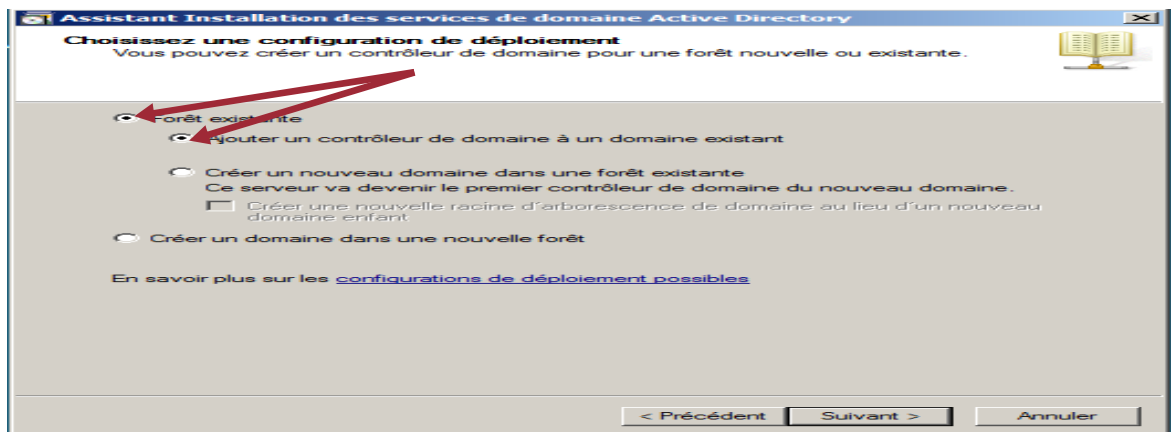 Assistant Installation des services de domaine Active Directory
Choisissez une configuration de déploiement
Vous pouvez créer un contrôleur de domaine pour une forêt nouvelle ou existante.
Forêt existante
Ajouter un contrôleur de domaine à un domaine existant
Créer un nouveau domaine dans une forêt existante
Ce serveur va devenir le premier contrôleur de domaine du nouveau domaine.
Créer une nouvelle racine d'arborescence de domaine au lieu d'un nouveau
domaine enfant
Créer un domaine dans une nouvelle forêt
En savoir plus sur les configurations de déploiement possibles
< Précédent Suivant > Annuler